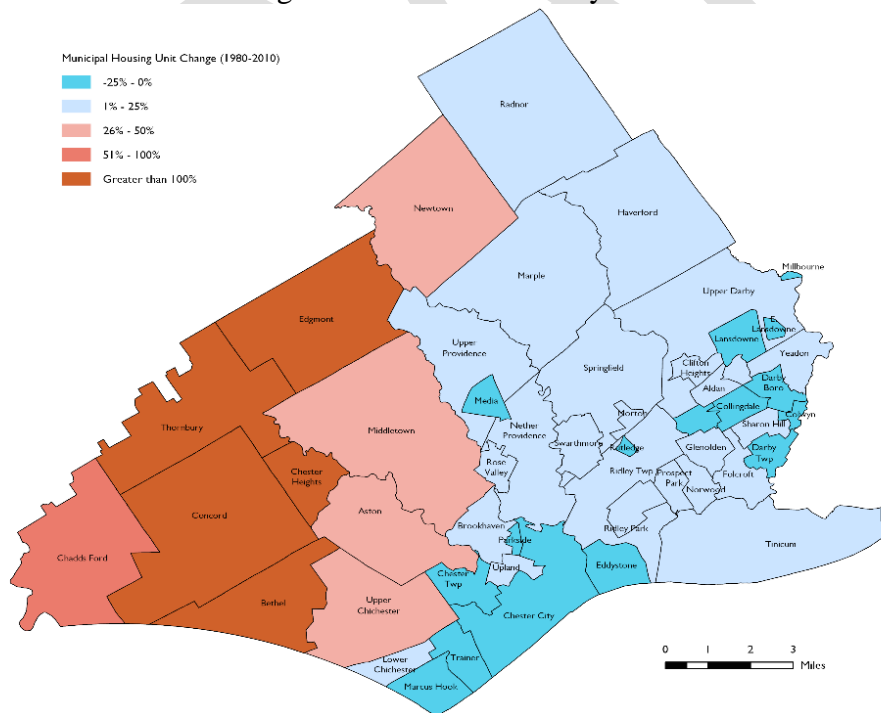 Municipal Housing Unit Change (1980-2010)
-25% - 0%
1% - 25%
26% - 50%
51% - 100%
Greater than 100%
Radnor
Newtown
Haverford
Marple
Millbourne
Upper Darby
Edgmont
E.
Lansdowne
Lansdowne
Upper
Providence
Yeadon
Springfield
Clifton
Heights
Aldan
Darby
Boro
Media
Collingdale
Colwyn
Thornbury
Middletown
Nether
Providence
Morton
Sharon Hill
Swarthmore
Rutledge
Glenolden
Darby
Twp
Rose
Valley
Ridley Twp
Prospect
Park
Folcroft
Chester
Heights
Norwood
Concord
Aston
Brookhaven
Ridley Park
Parkside
Tinicum
Chadds Ford
Upland
Eddystone
Chester
Twp
Bethel
Upper
Chichester
Chester City
Lower
Chichester
Trainer
Marcus Hook
0 1 2 3
Miles